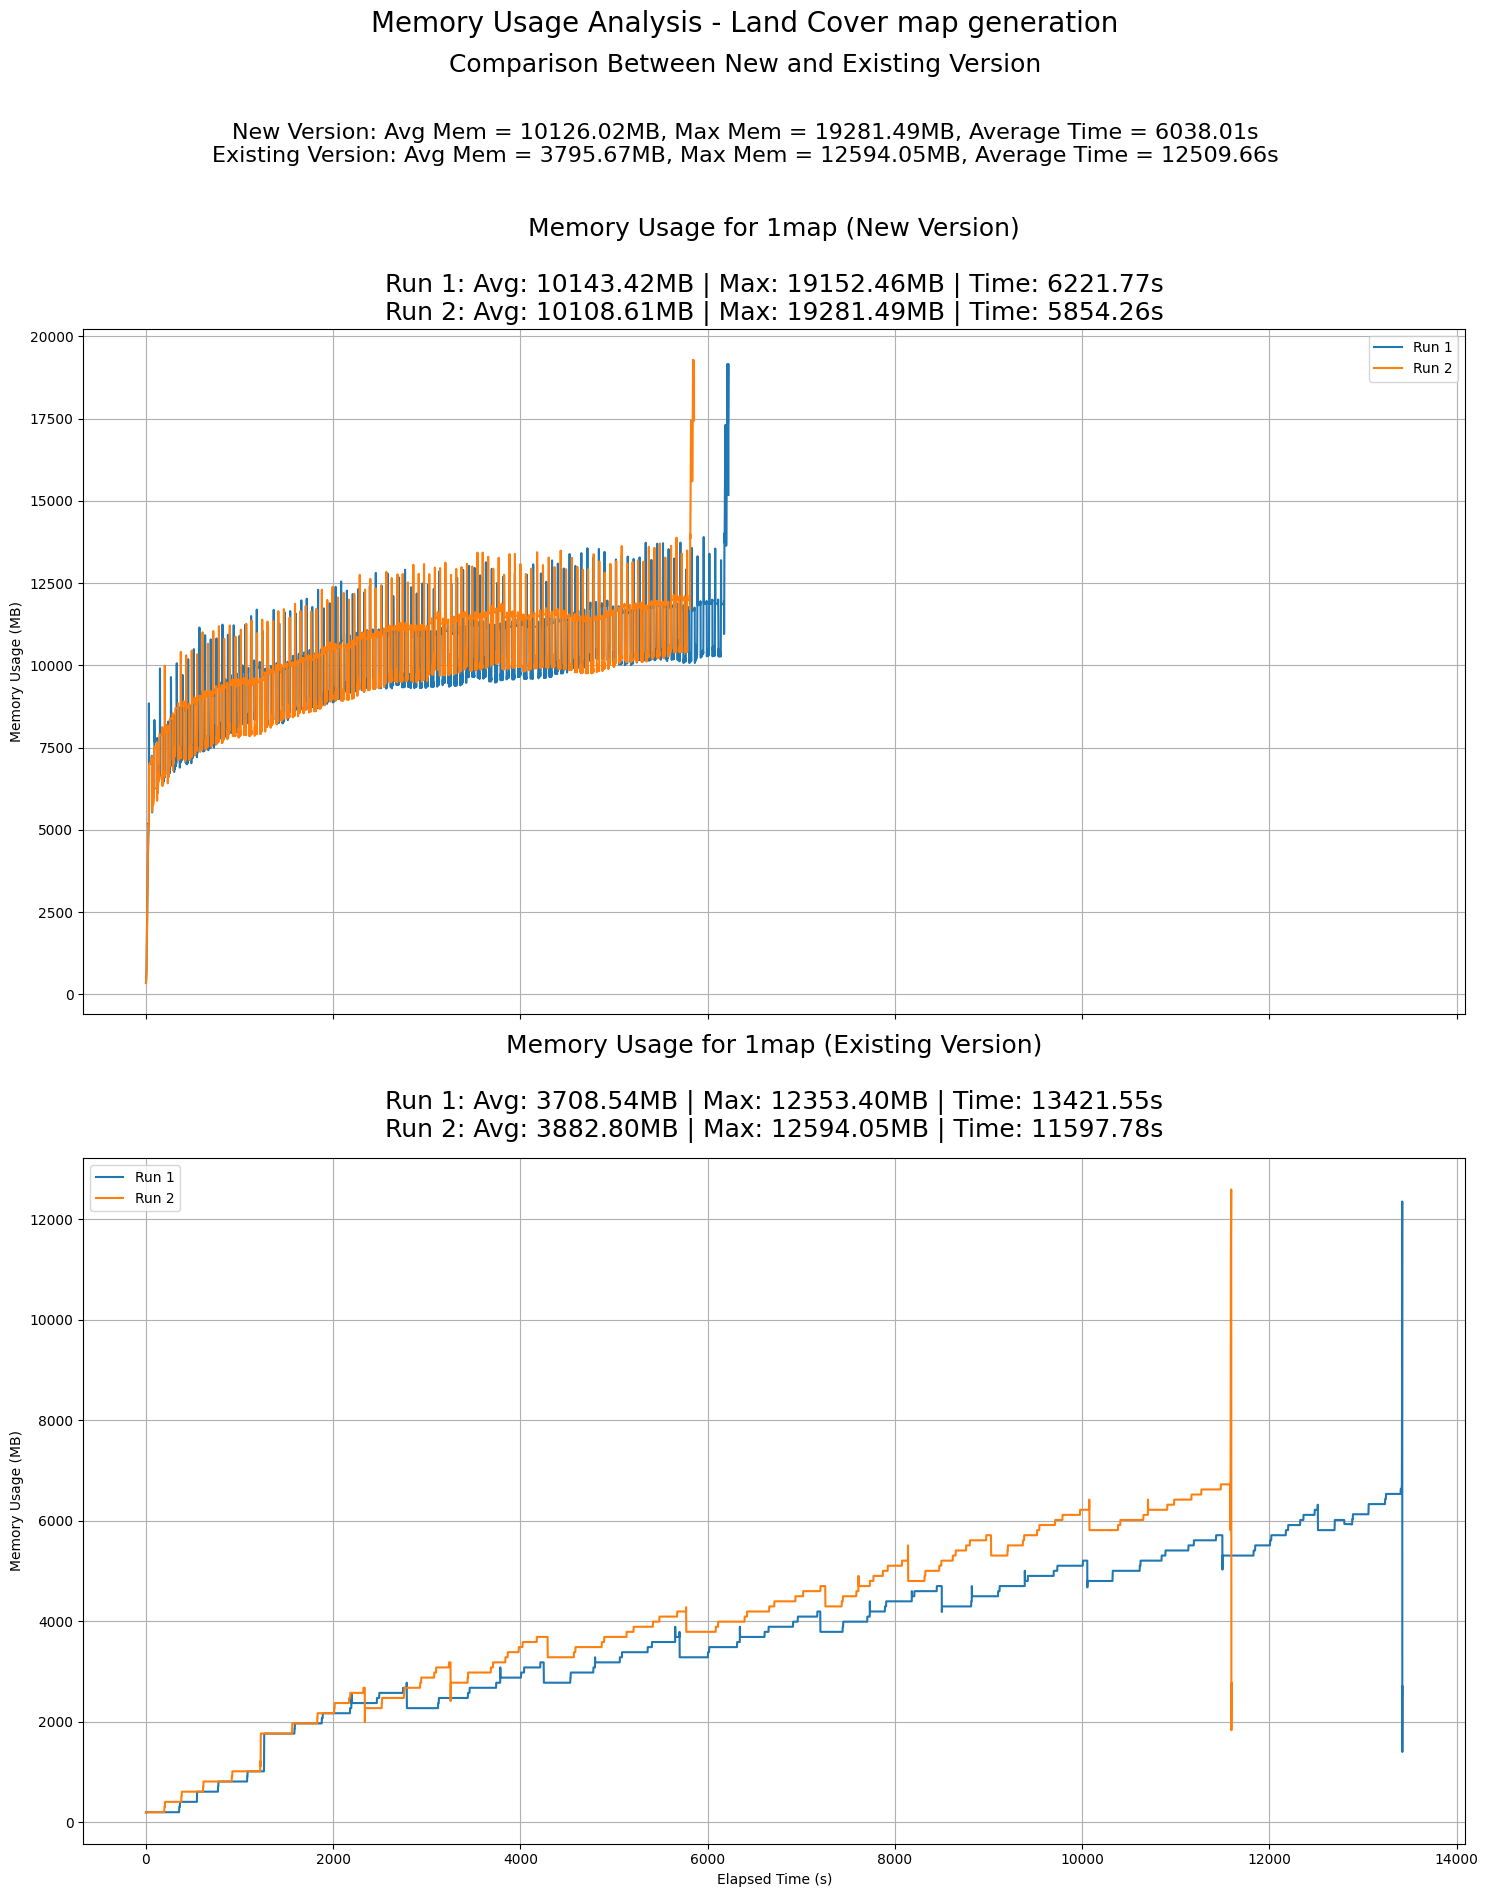 Memory Usage Analysis - Land Cover map generation
Comparison Between New and Existing Version
New Version: Avg Mem = 10126.02MB, Max Mem = 19281.49MB, Average Time = 6038.01s
Existing Version: Avg Mem = 3795.67MB, Max Mem = 12594.05MB, Average Time = 12509.66s
Memory Usage for 1map (New Version)
Run 1: Avg: 10143.42MB | Max: 19152.46MB | Time: 6221.77s
Run 2: Avg: 10108.61MB | Max: 19281.49MB | Time: 5854.26s
20000
17500
15000
12500
10000
7500
5000
2500
0
Memory Usage (MB)
Run 1
Run 2
Memory Usage for 1map (Existing Version)
Run 1: Avg: 3708.54MB | Max: 12353.40MB | Time: 13421.55s
Run 2: Avg: 3882.80MB | Max: 12594.05MB | Time: 11597.78s
Run 1
Run 2
12000
10000
8000
6000
4000
2000
0
Memory Usage (MB)
0 2000 4000 6000 8000 10000 12000 14000
Elapsed Time (s)